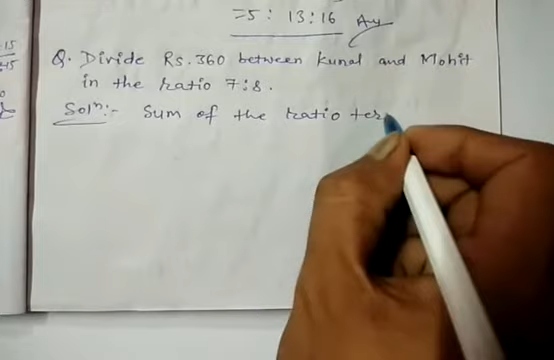 =5: 13:16 Ans
Q. Divide Rs.360 between Kunal and Mohit
in the ratio 7:8.
Solⁿ:- Sum of the ratio ter